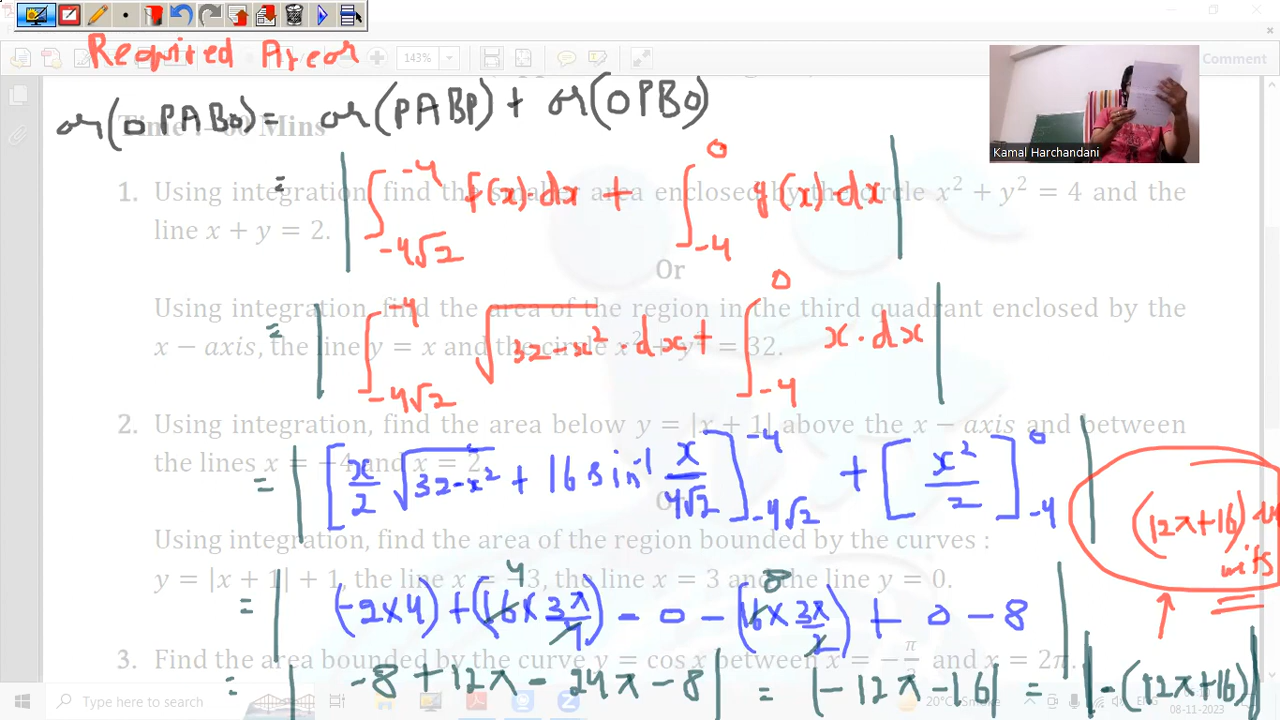 143%
Comment
Required Area
ar(OPABO) = ar(PABP) + ar(OPBO)
Time :- 60 Mins
Kamal Harchandani
= | ∫_{-4√2}^{-4} f(x)·dx + ∫_{-4}^{0} g(x)·dx |
1. Using integration, find the smaller area enclosed by the circle x² + y² = 4 and the
line x + y = 2.
Or
Using integration, find the area of the region in the third quadrant enclosed by the
x − axis, the line y = x and the circle x² + y² = 32.
= | ∫_{-4√2}^{-4} √(32-x²)·dx + ∫_{-4}^{0} x·dx |
2. Using integration, find the area below y = |x + 1| above the x − axis and between
the lines x = −4 and x = 2.
= | [x/2 √(32-x²) + 16 sin⁻¹ x/4√2]_{-4√2}^{-4} + [x²/2]_{-4}^{0} |
(12π+16)
units
Or
Using integration, find the area of the region bounded by the curves :
y = |x + 1| + 1, the line x = −3, the line x = 3 and the line y = 0.
4 8
= | (-2×4) + (16×3π/4) - 0 - (16×3π/2) + 0 - 8 |
3. Find the area bounded by the curve y = cos x between x = −π/2 and x = 2π.
= | -8 + 12π - 24π - 8 | = |-12π-16| = |-(12π+16)|
Type here to search
20°C
08-11-2023